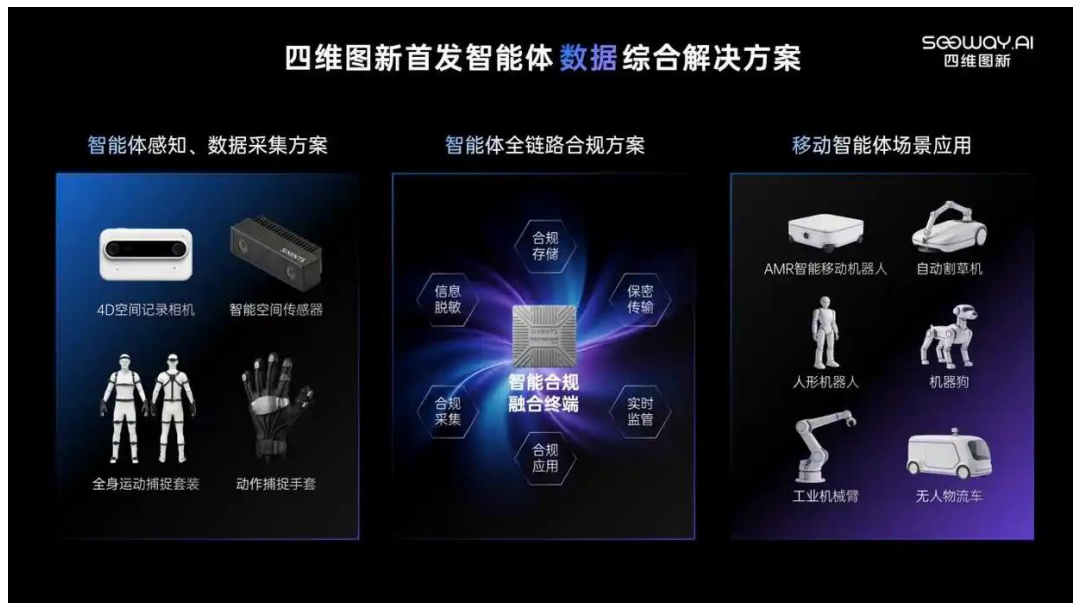 四维图新首发智能体数据综合解决方案
SEEWAY.AI
四维图新
智能体感知、数据采集方案
4D空间记录相机
智能空间传感器
全身运动捕捉套装
动作捕捉手套
智能体全链路合规方案
合规
存储
信息
脱敏
保密
传输
智能合规
融合终端
合规
采集
实时
监管
合规
应用
移动智能体场景应用
AMR智能移动机器人
自动割草机
人形机器人
机器狗
工业机械臂
无人物流车